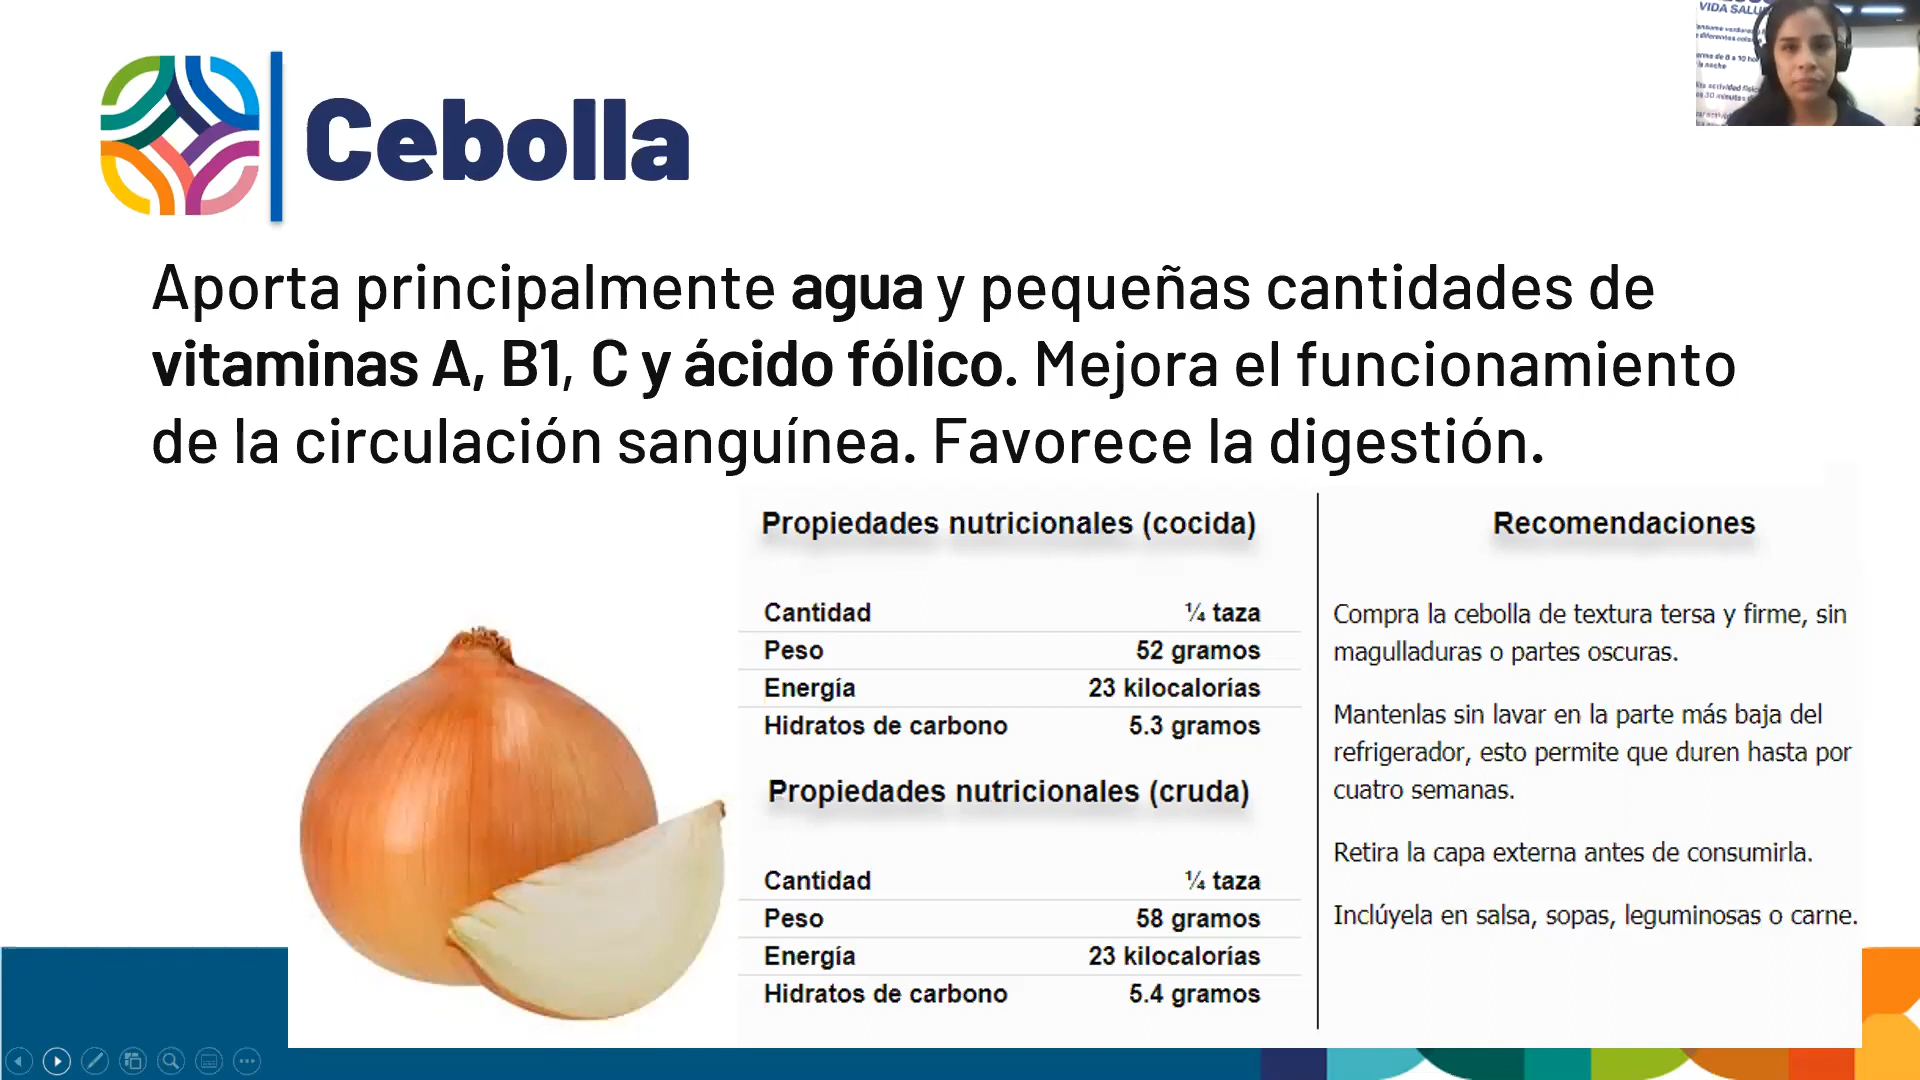 VIDA SALU
Cebolla
Aporta principalmente agua y pequeñas cantidades de
vitaminas A, B1, C y ácido fólico. Mejora el funcionamiento
de la circulación sanguínea. Favorece la digestión.
Propiedades nutricionales (cocida)
Cantidad ¼ taza
Peso 52 gramos
Energía 23 kilocalorías
Hidratos de carbono 5.3 gramos
Propiedades nutricionales (cruda)
Cantidad ¼ taza
Peso 58 gramos
Energía 23 kilocalorías
Hidratos de carbono 5.4 gramos
Recomendaciones
Compra la cebolla de textura tersa y firme, sin
magulladuras o partes oscuras.
Mantenlas sin lavar en la parte más baja del
refrigerador, esto permite que duren hasta por
cuatro semanas.
Retira la capa externa antes de consumirla.
Inclúyela en salsa, sopas, leguminosas o carne.